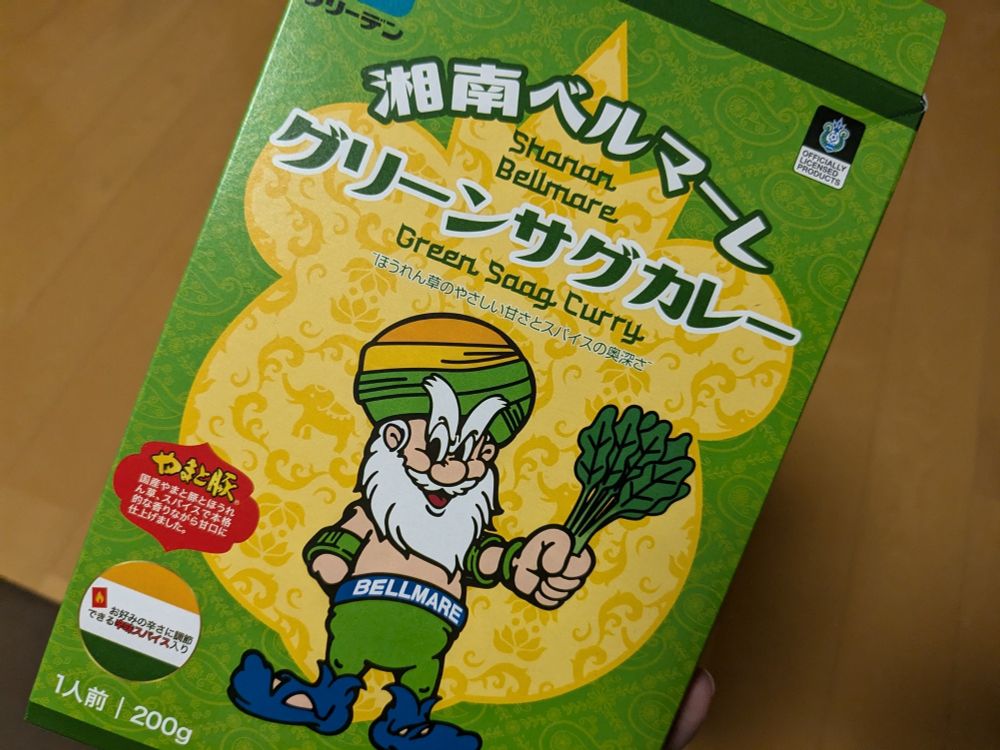 グリーデン
湘南ベルマーレ
Shonan
Bellmare
グリーンサグカレー
Green Saag Curry
"ほうれん草のやさしい甘さとスパイスの奥深さ"
OFFICIALLY
LICENSED
PRODUCTS
やまと豚®
国産やまと豚とほうれ
ん草、スパイスで本格
的な香りながら甘口に
仕上げました。
BELLMARE
お好みの辛さに調節
できる辛味スパイス入り
1人前 | 200g